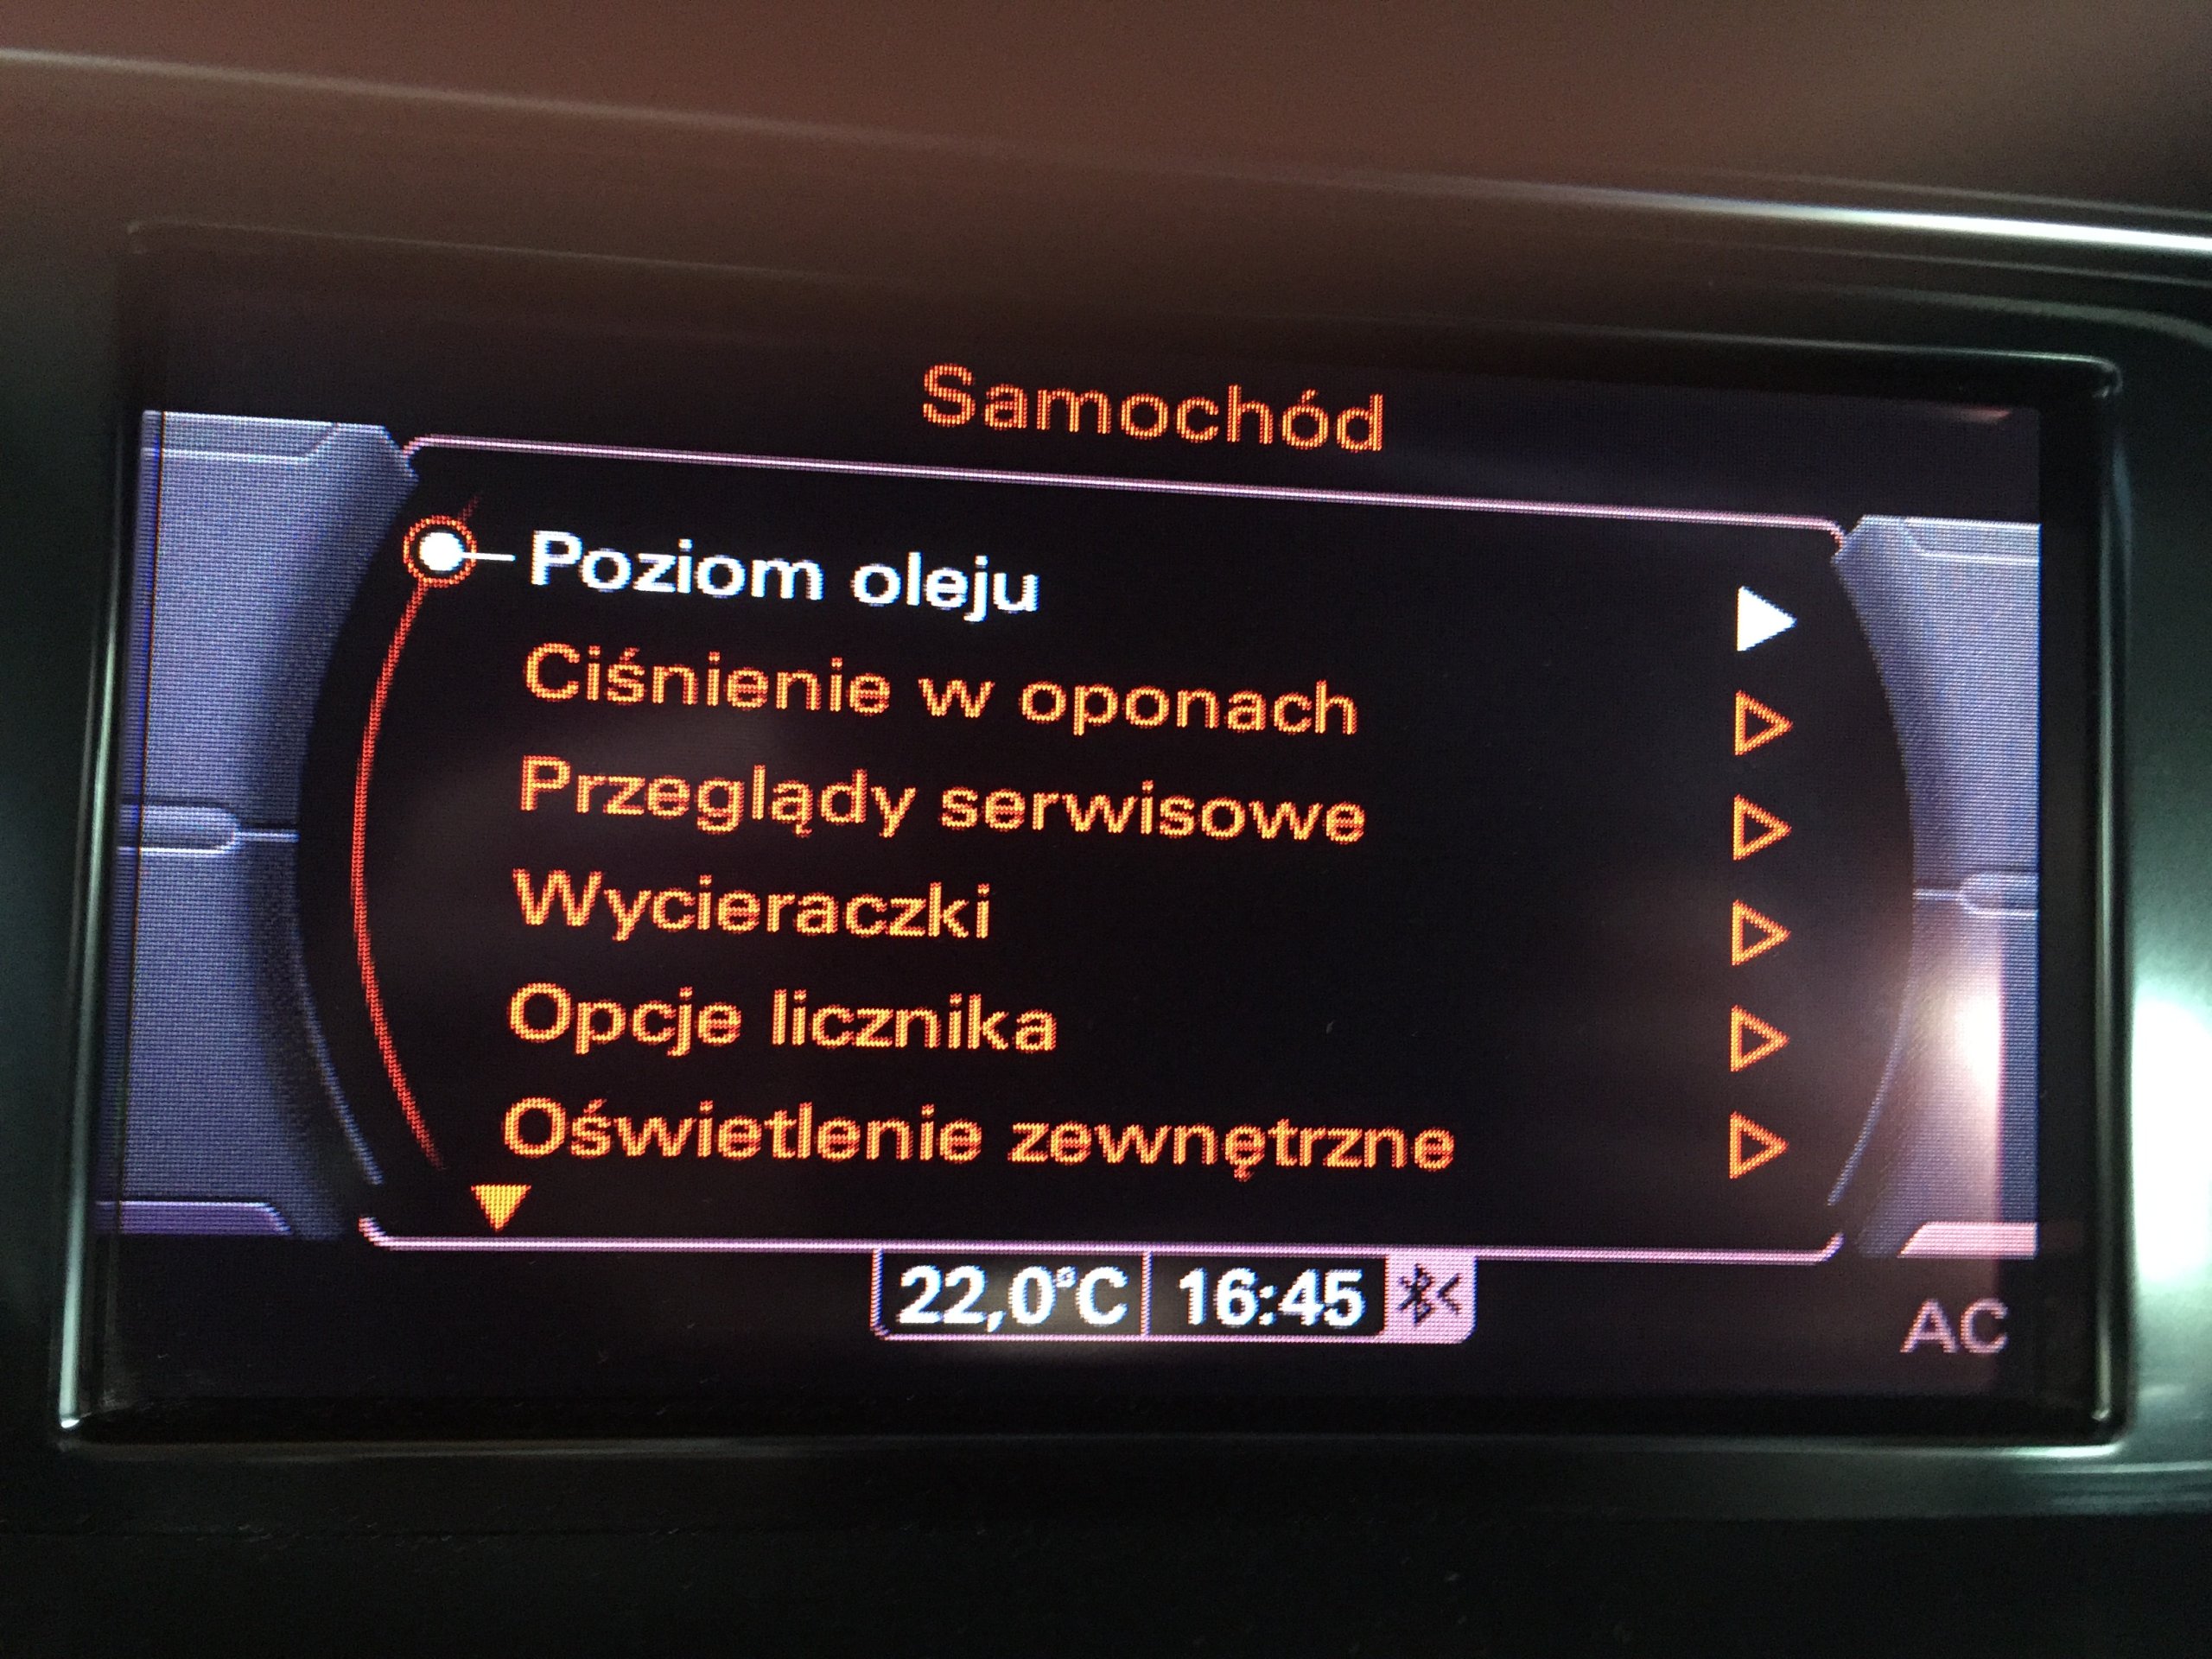 Samochód
Poziom oleju
Ciśnienie w oponach
Przeglądy serwisowe
Wycieraczki
Opcje licznika
Oświetlenie zewnętrzne
22,0°C 16:45
AC